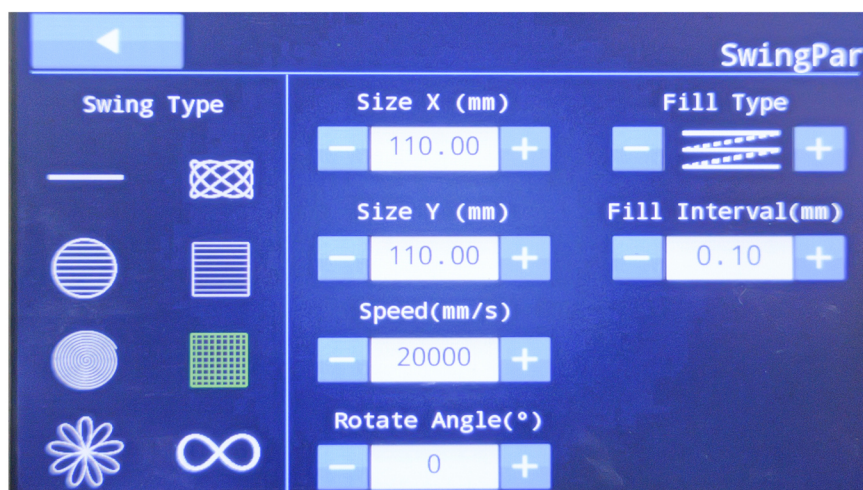 SwingPar
Swing Type
Size X (mm)
110.00
Size Y (mm)
110.00
Speed(mm/s)
20000
Rotate Angle(°)
0
Fill Type
Fill Interval(mm)
0.10